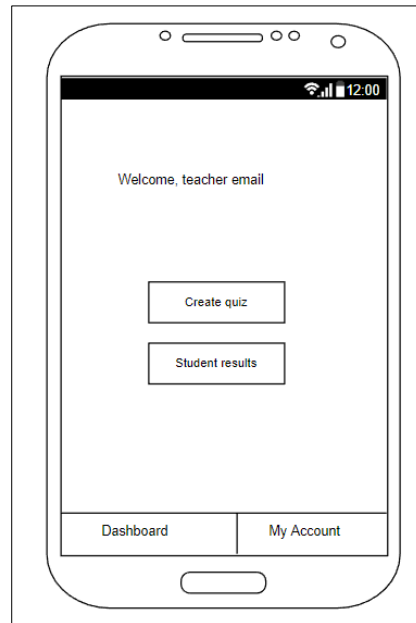 12:00
Welcome, teacher email
Create quiz
Student results
Dashboard
My Account